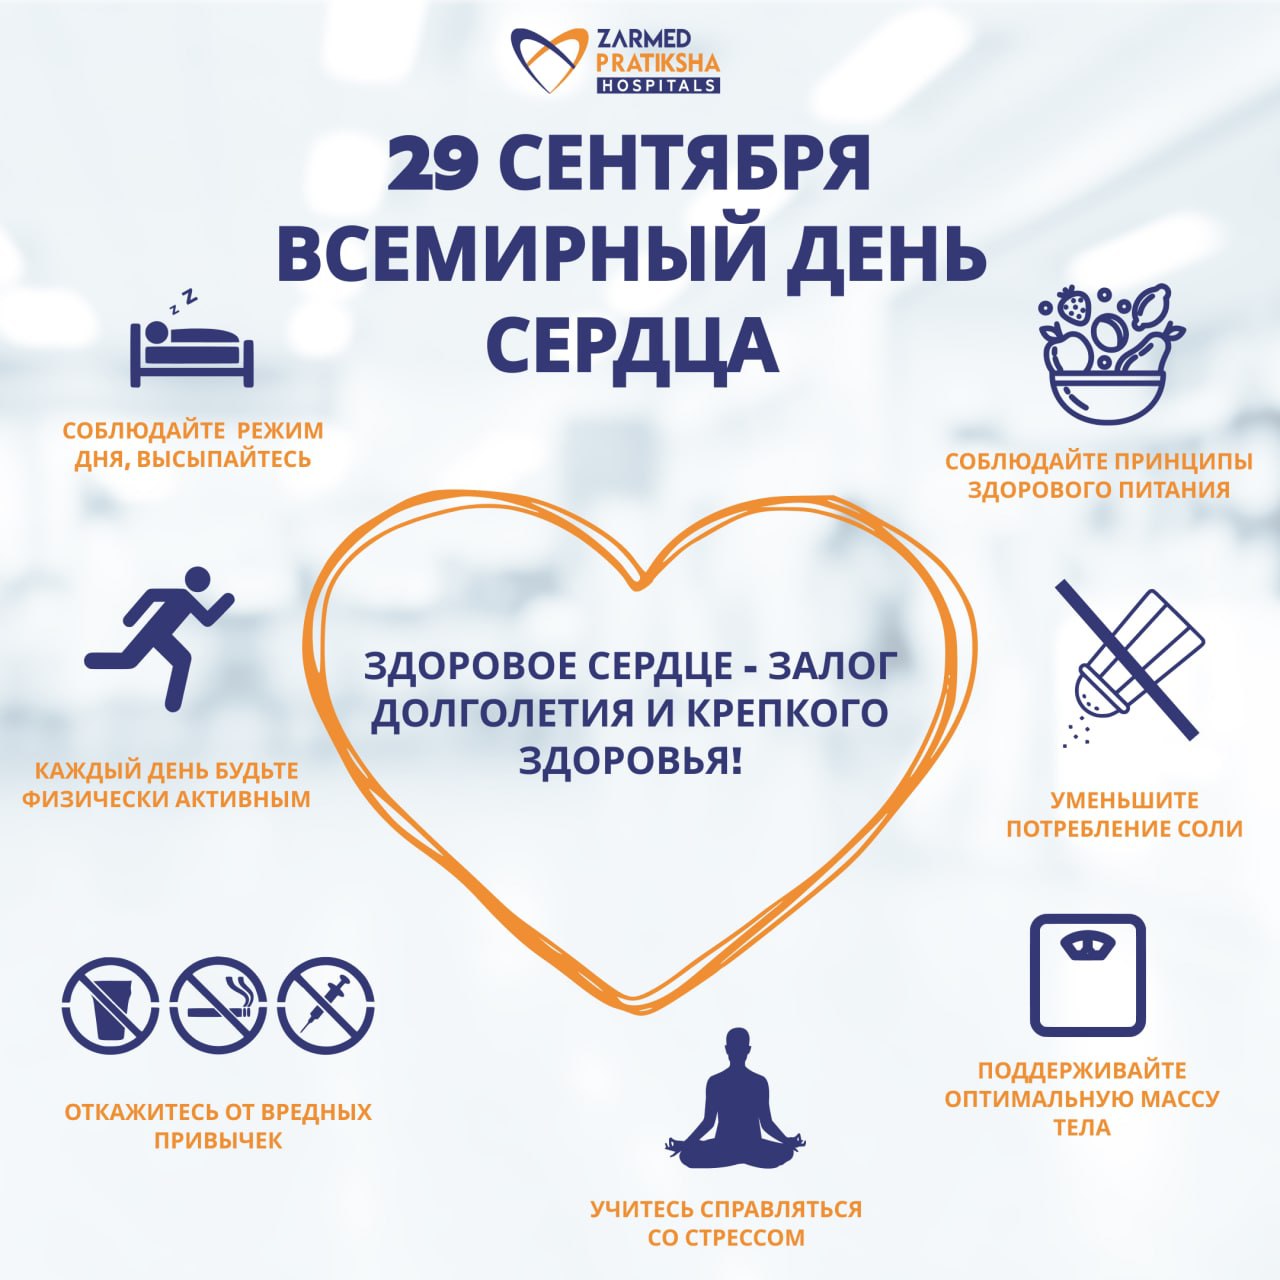 ZARMED
PRATIKSHA
HOSPITALS
29 СЕНТЯБРЯ
ВСЕМИРНЫЙ ДЕНЬ
СЕРДЦА
z z
СОБЛЮДАЙТЕ РЕЖИМ
ДНЯ, ВЫСЫПАЙТЕСЬ
СОБЛЮДАЙТЕ ПРИНЦИПЫ
ЗДОРОВОГО ПИТАНИЯ
ЗДОРОВОЕ СЕРДЦЕ - ЗАЛОГ
ДОЛГОЛЕТИЯ И КРЕПКОГО
ЗДОРОВЬЯ!
КАЖДЫЙ ДЕНЬ БУДЬТЕ
ФИЗИЧЕСКИ АКТИВНЫМ
УМЕНЬШИТЕ
ПОТРЕБЛЕНИЕ СОЛИ
ОТКАЖИТЕСЬ ОТ ВРЕДНЫХ
ПРИВЫЧЕК
ПОДДЕРЖИВАЙТЕ
ОПТИМАЛЬНУЮ МАССУ
ТЕЛА
УЧИТЕСЬ СПРАВЛЯТЬСЯ
СО СТРЕССОМ